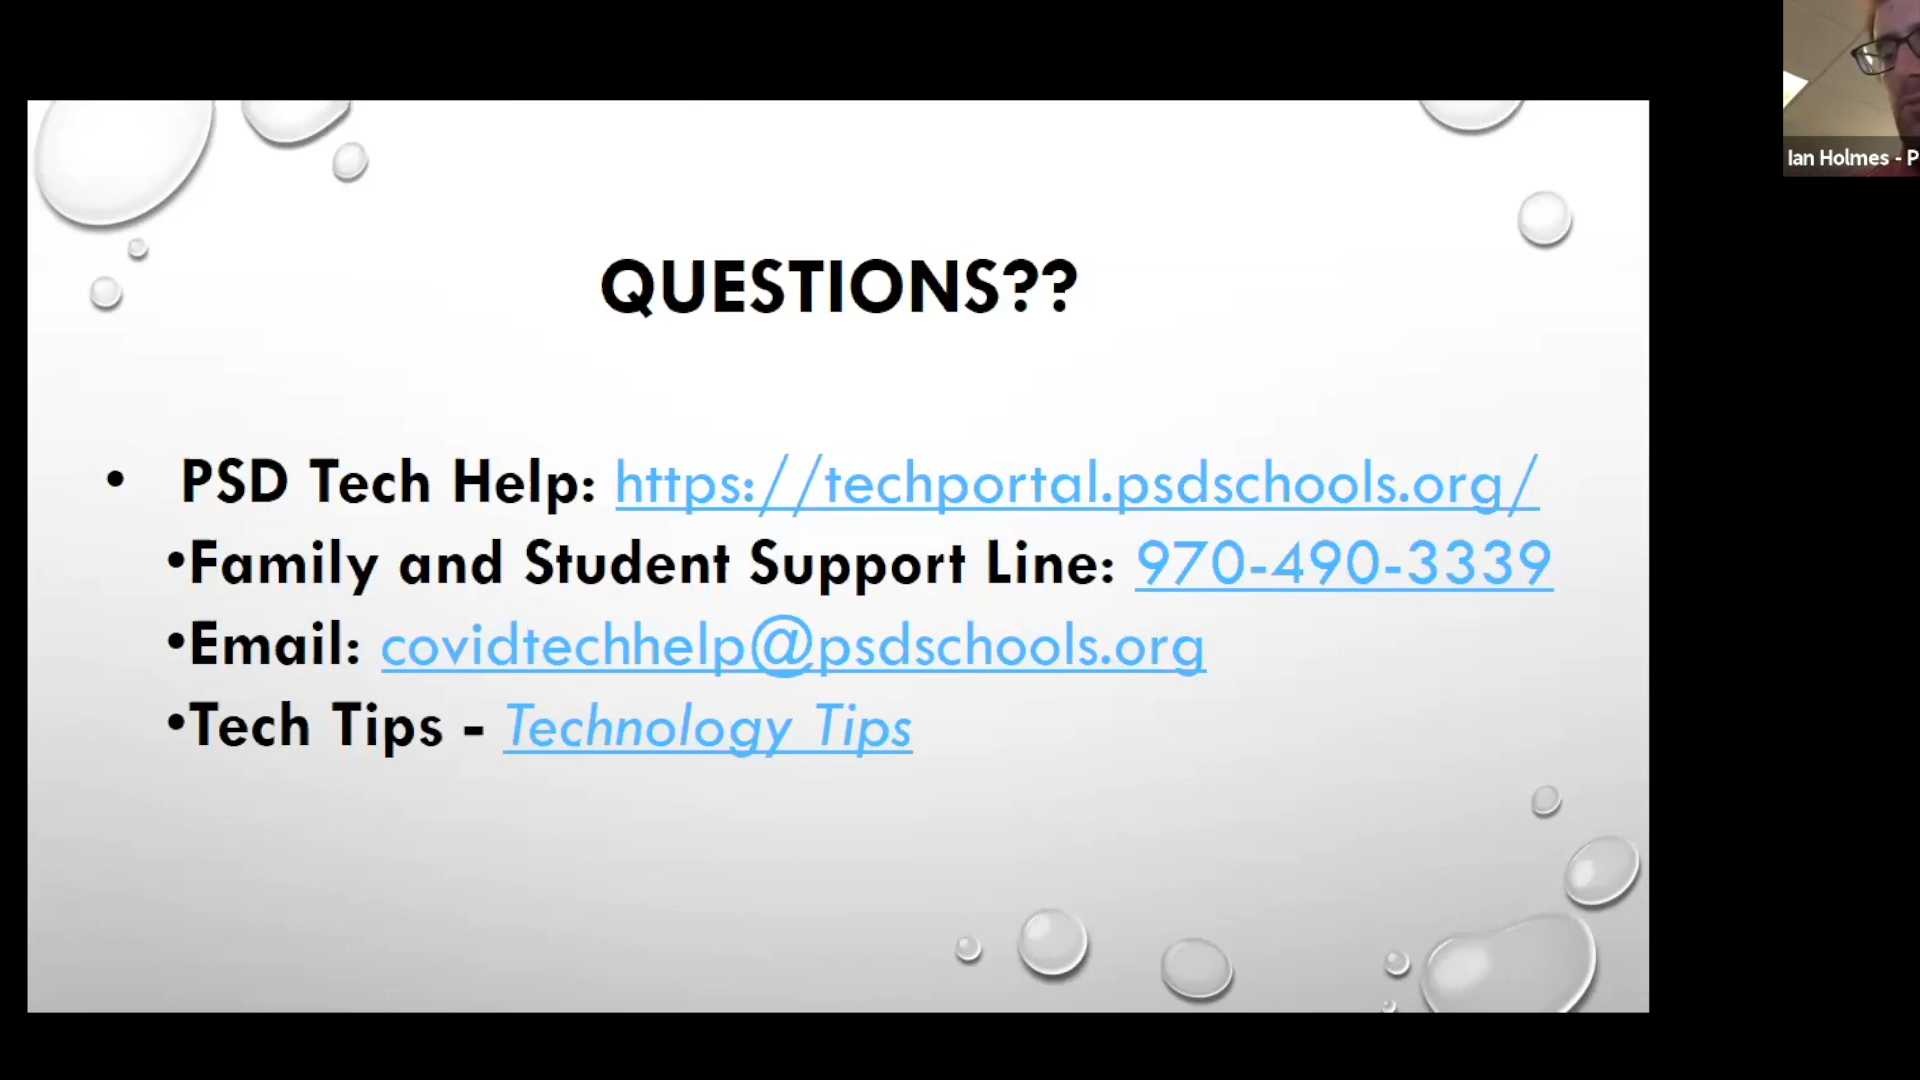 Ian Holmes - P
QUESTIONS??
• PSD Tech Help: https://techportal.psdschools.org/
•Family and Student Support Line: 970-490-3339
•Email: covidtechhelp@psdschools.org
•Tech Tips - Technology Tips